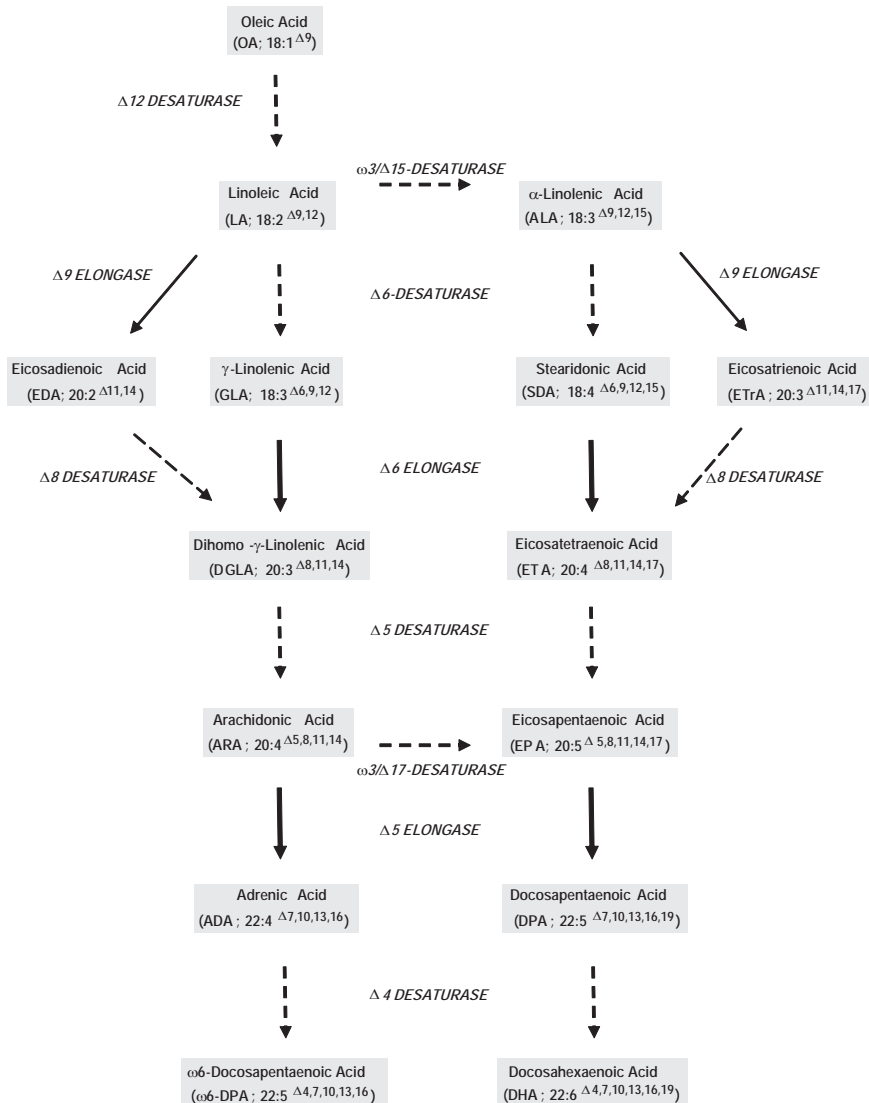 Oleic Acid
(OA; 18:1 Δ9)
Δ12 DESATURASE
ω3/Δ15-DESATURASE
Linoleic Acid
(LA; 18:2 Δ9,12)
α-Linolenic Acid
(ALA; 18:3 Δ9,12,15)
Δ9 ELONGASE
Δ6-DESATURASE
Δ9 ELONGASE
Eicosadienoic Acid
(EDA; 20:2 Δ11,14)
γ-Linolenic Acid
(GLA; 18:3 Δ6,9,12)
Stearidonic Acid
(SDA; 18:4 Δ6,9,12,15)
Eicosatrienoic Acid
(ETrA; 20:3 Δ11,14,17)
Δ8 DESATURASE
Δ6 ELONGASE
Δ8 DESATURASE
Dihomo -γ-Linolenic Acid
(DGLA; 20:3 Δ8,11,14)
Eicosatetraenoic Acid
(ETA; 20:4 Δ8,11,14,17)
Δ5 DESATURASE
Arachidonic Acid
(ARA; 20:4 Δ5,8,11,14)
Eicosapentaenoic Acid
(EPA; 20:5 Δ 5,8,11,14,17)
ω3/Δ17-DESATURASE
Δ5 ELONGASE
Adrenic Acid
(ADA; 22:4 Δ7,10,13,16)
Docosapentaenoic Acid
(DPA; 22:5 Δ7,10,13,16,19)
Δ 4 DESATURASE
ω6-Docosapentaenoic Acid
(ω6-DPA; 22:5 Δ4,7,10,13,16)
Docosahexaenoic Acid
(DHA; 22:6 Δ4,7,10,13,16,19)